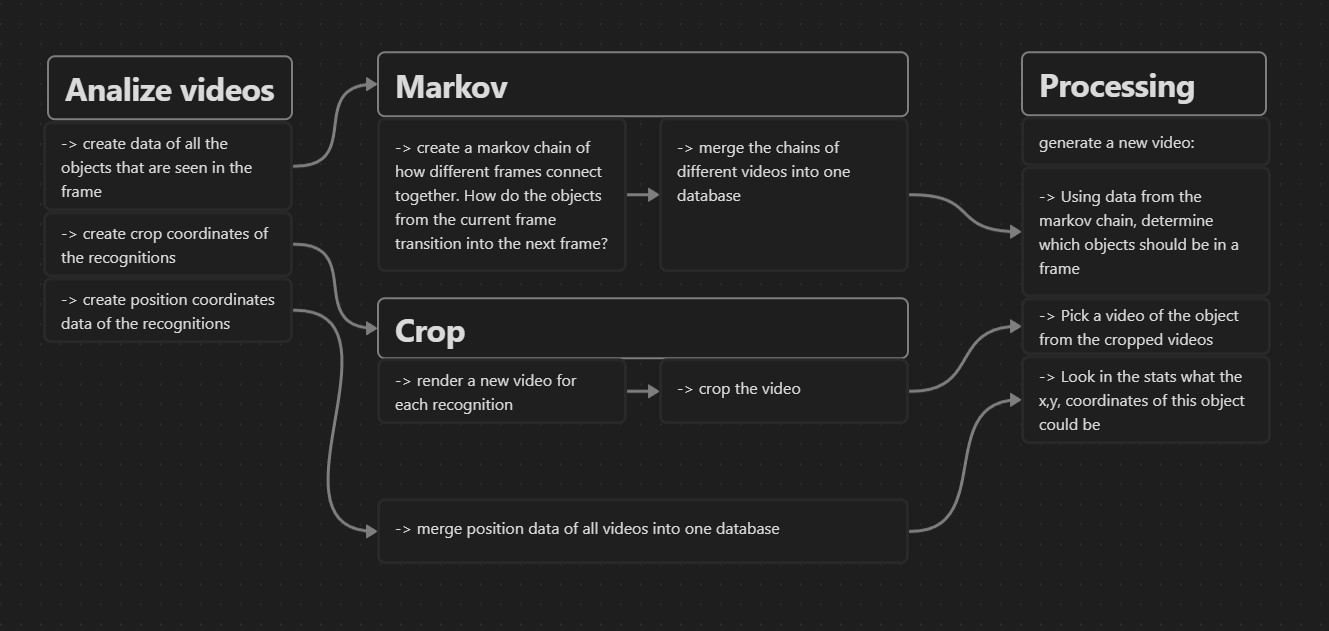 Analize videos
-> create data of all the
objects that are seen in the
frame
-> create crop coordinates of
the recognitions
-> create position coordinates
data of the recognitions
Markov
-> create a markov chain of
how different frames connect
together. How do the objects
from the current frame
transition into the next frame?
-> merge the chains of
different videos into one
database
Crop
-> render a new video for
each recognition
-> crop the video
-> merge position data of all videos into one database
Processing
generate a new video:
-> Using data from the
markov chain, determine
which objects should be in a
frame
-> Pick a video of the object
from the cropped videos
-> Look in the stats what the
x,y, coordinates of this object
could be